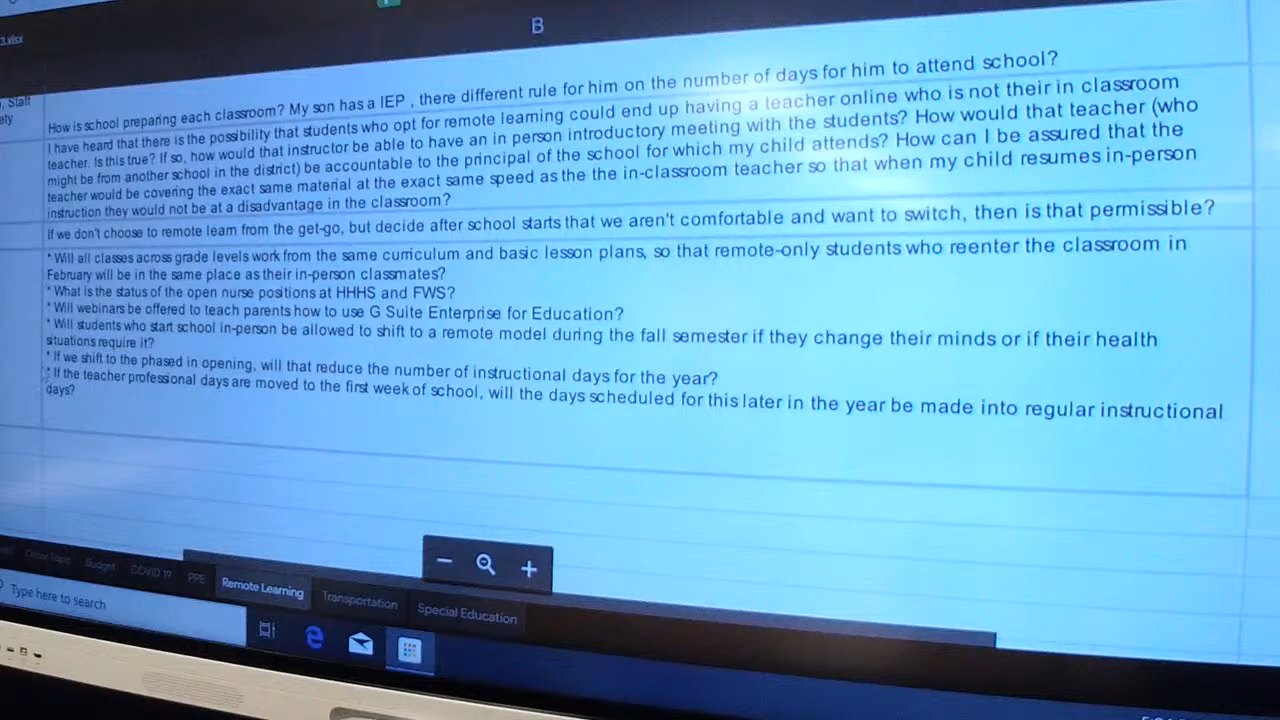 3.xlsx
B
, Staff
ety
How is school preparing each classroom? My son has a IEP , there different rule for him on the number of days for him to attend school?
I have heard that there is the possibility that students who opt for remote learning could end up having a teacher online who is not their in classroom
teacher. Is this true? If so, how would that instructor be able to have an in person introductory meeting with the students? How would that teacher (who
might be from another school in the district) be accountable to the principal of the school for which my child attends? How can I be assured that the
teacher would be covering the exact same material at the exact same speed as the the in-classroom teacher so that when my child resumes in-person
instruction they would not be at a disadvantage in the classroom?
If we don't choose to remote learn from the get-go, but decide after school starts that we aren't comfortable and want to switch, then is that permissible?
* Will all classes across grade levels work from the same curriculum and basic lesson plans, so that remote-only students who reenter the classroom in
February will be in the same place as their in-person classmates?
* What is the status of the open nurse positions at HHHS and FWS?
* Will webinars be offered to teach parents how to use G Suite Enterprise for Education?
* Will students who start school in-person be allowed to shift to a remote model during the fall semester if they change their minds or if their health
situations require it?
* If we shift to the phased in opening, will that reduce the number of instructional days for the year?
* If the teacher professional days are moved to the first week of school, will the days scheduled for this later in the year be made into regular instructional
days?
Budget COVID 19 PPE Remote Learning Transportation Special Education
Type here to search